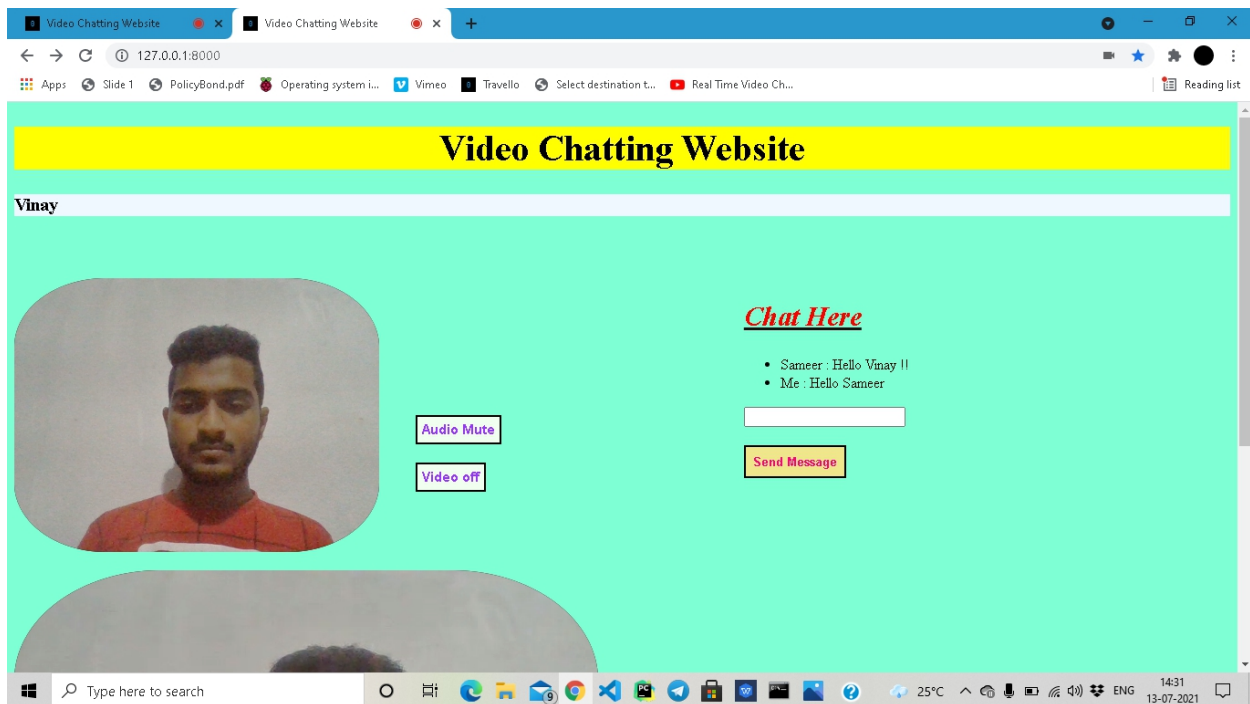 Video Chatting Website
Video Chatting Website
127.0.0.1:8000
Apps Slide 1 PolicyBond.pdf Operating system i... Vimeo Travello Select destination t... Real Time Video Ch... Reading list
Video Chatting Website
Vinay
Chat Here
Sameer : Hello Vinay !!
Me : Hello Sameer
Audio Mute
Send Message
Video off
Type here to search
25°C ENG 14:31
13-07-2021